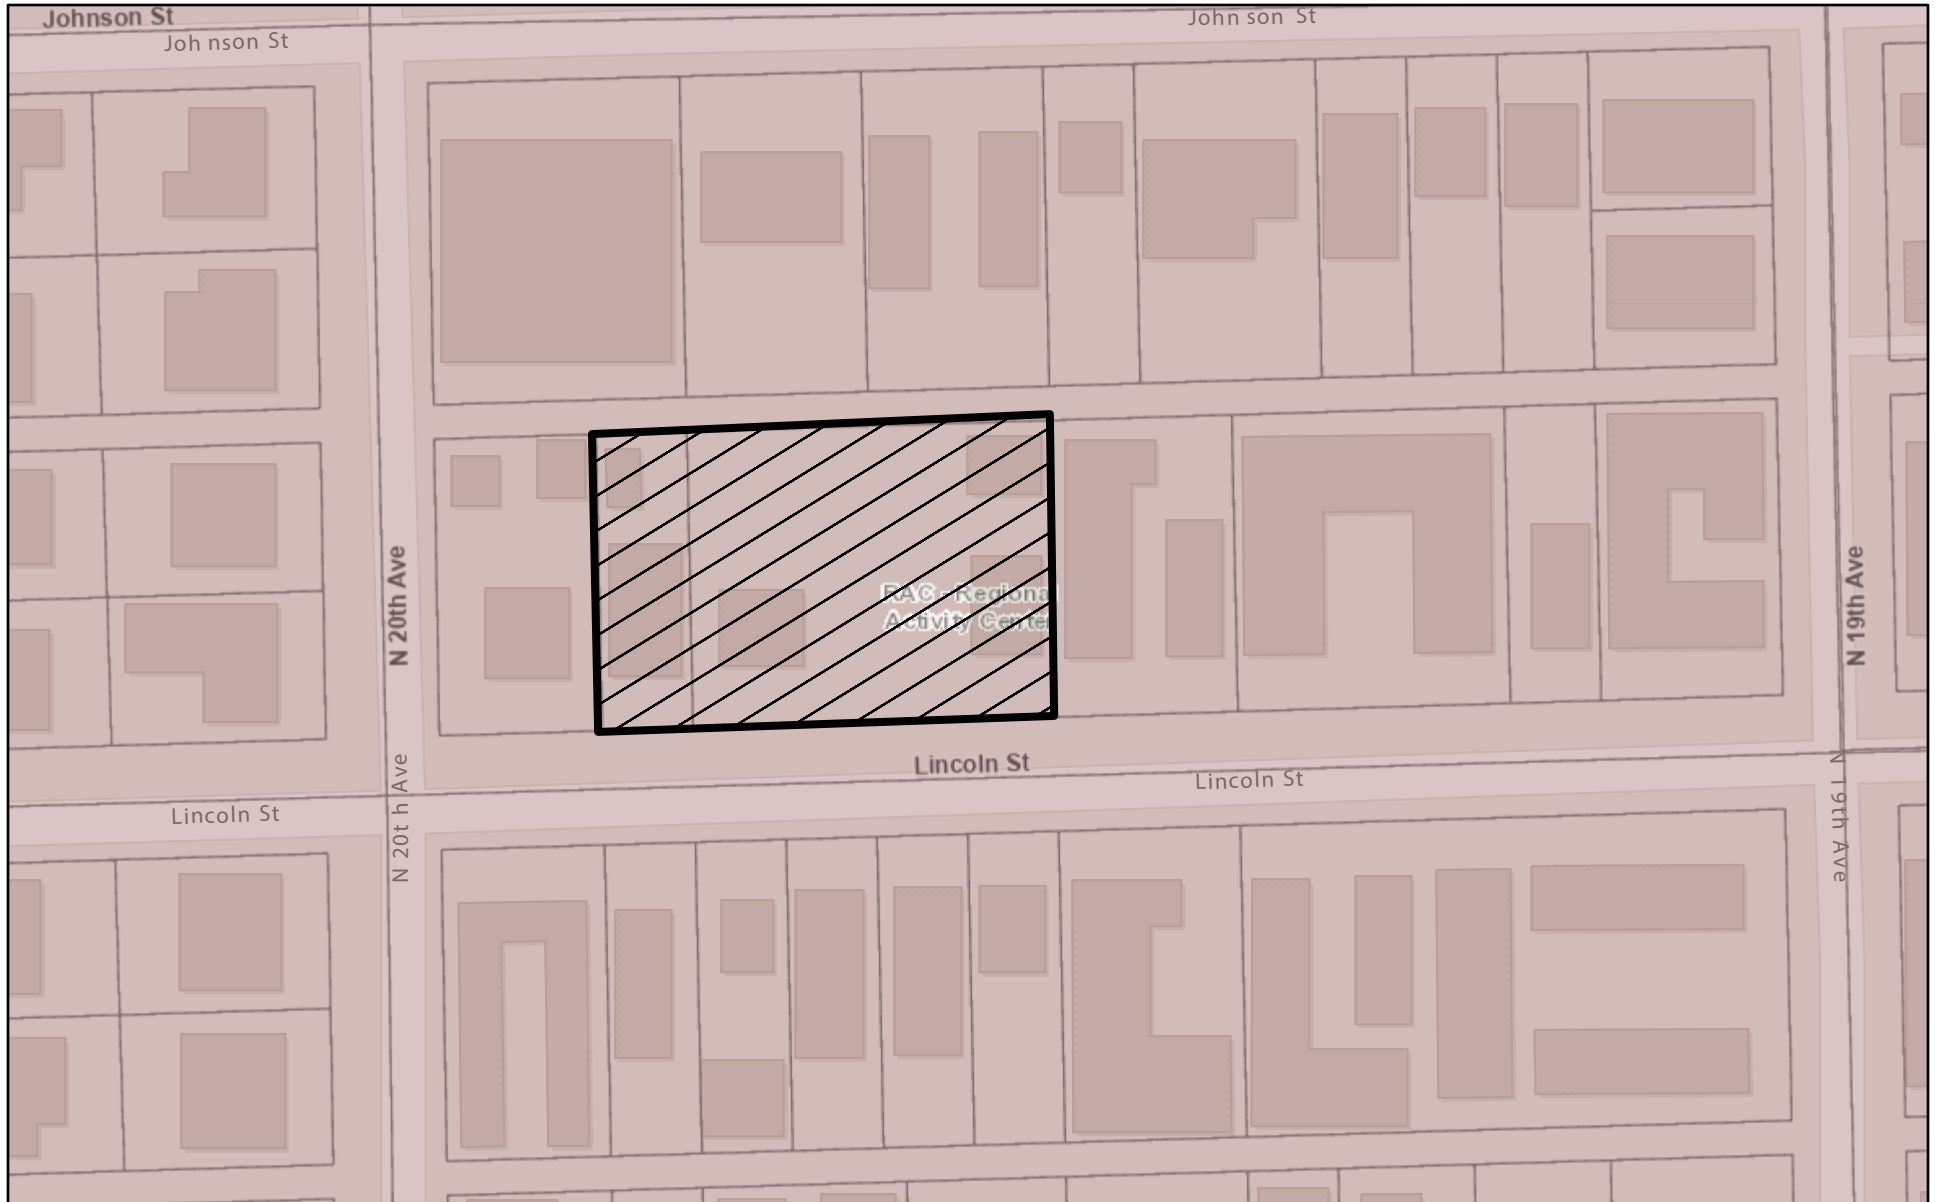 Johnson St
Joh nson St
John son St
N 20th Ave
N 19th Ave
RAC - Regional
Activity Center
Lincoln St
Lincoln St
Lincoln St
N 20t h Ave
N 19th Ave